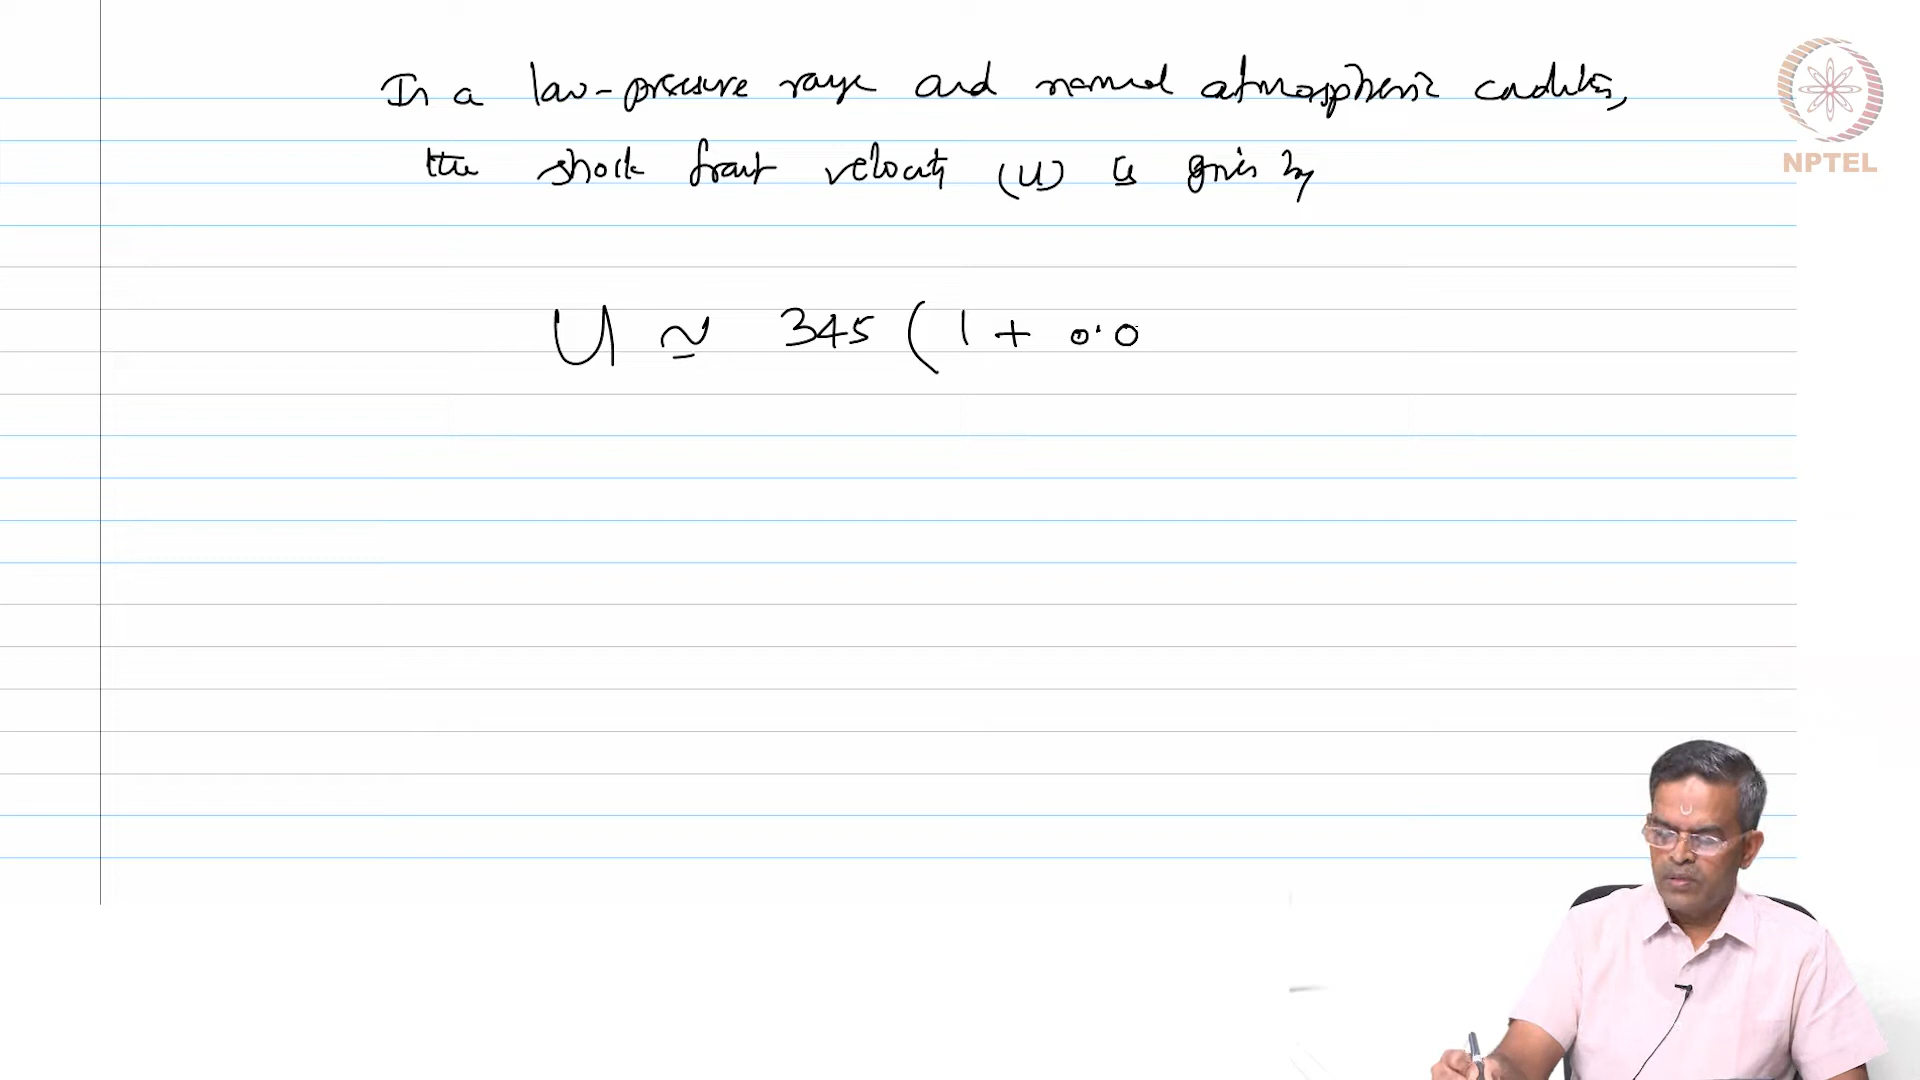 In a low-pressure range and normal atmospheric conditions,
the shock front velocity (U) is given by
U ≅ 345 ( 1 + 0.0
NPTEL